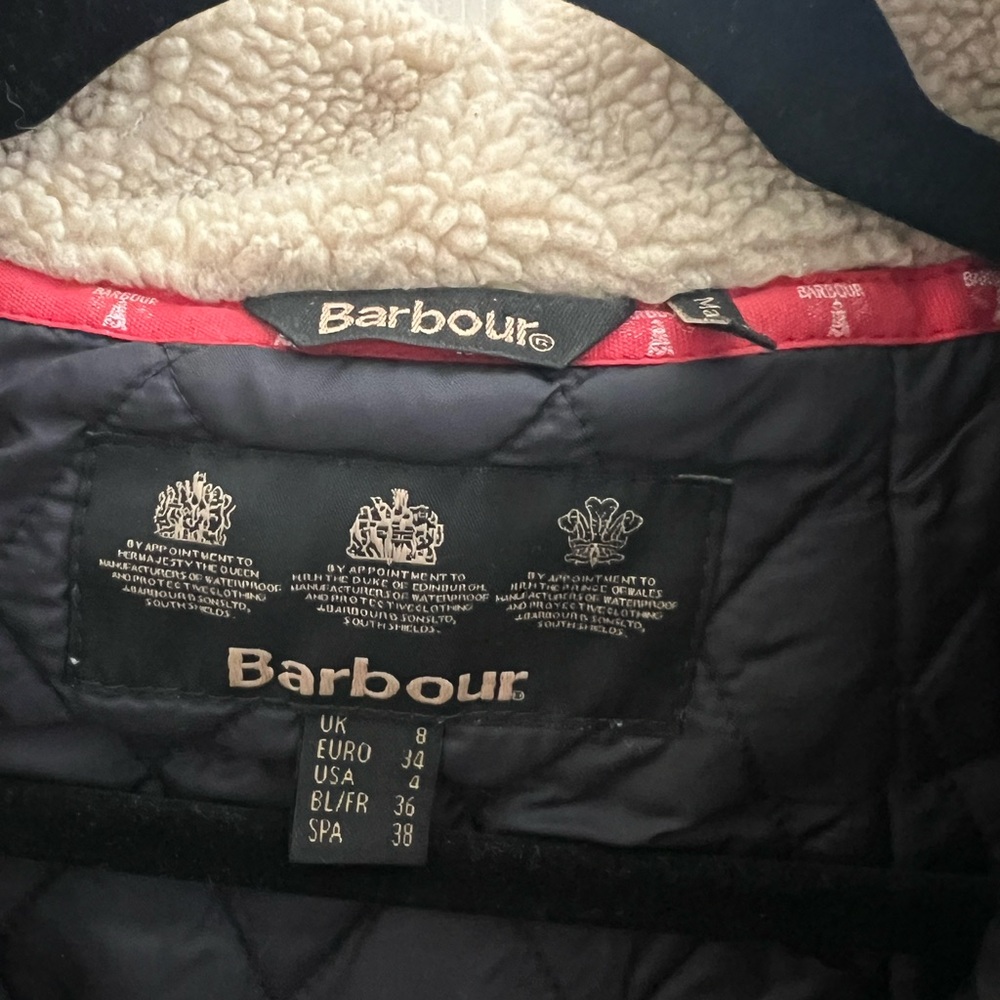 BARBOUR
Barbour®
M
BARBOUR
BY APPOINTMENT TO
HER MAJESTY THE QUEEN
MANUFACTURERS OF WATERPROOF
AND PROTECTIVE CLOTHING
J.BARBOUR & SONS LTD,
SOUTH SHIELDS.
BY APPOINTMENT TO
H.R.H THE DUKE OF EDINBURGH
MANUFACTURERS OF WATERPROOF
AND PROTECTIVE CLOTHING
J.BARBOUR & SONS LTD,
SOUTH SHIELDS.
BY APPOINTMENT TO
H.R.H THE PRINCE OF WALES
MANUFACTURERS OF WATERPROOF
AND PROTECTIVE CLOTHING
J.BARBOUR & SONS LTD,
SOUTH SHIELDS.
Barbour®
UK 8
EURO 34
USA 4
BL/FR 36
SPA 38